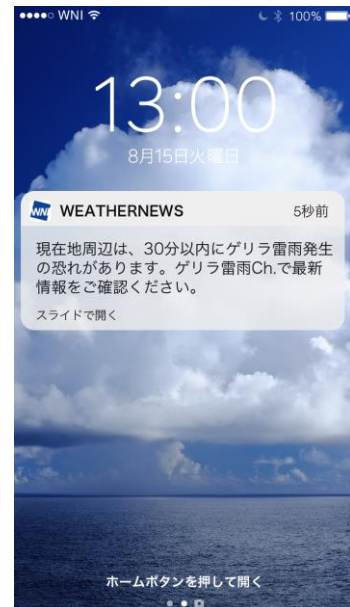 WNI
100%
13:00
8月15日火曜日
WNI WEATHERNEWS 5秒前
現在地周辺は、30分以内にゲリラ雷雨発生
の恐れがあります。ゲリラ雷雨Ch.で最新
情報をご確認ください。
スライドで開く
ホームボタンを押して開く